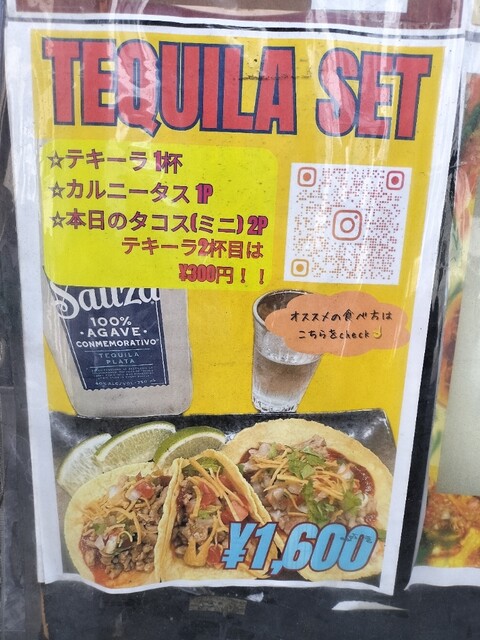 TEQUILA SET
☆テキーラ 1杯
☆カルニータス 1P
☆本日のタコス(ミニ) 2P
テキーラ2杯目は
¥300円！！
オススメの食べ方は
こちらをcheck
Sauza
100%
AGAVE
CONMEMORATIVO
TEQUILA
PLATA
¥1,600